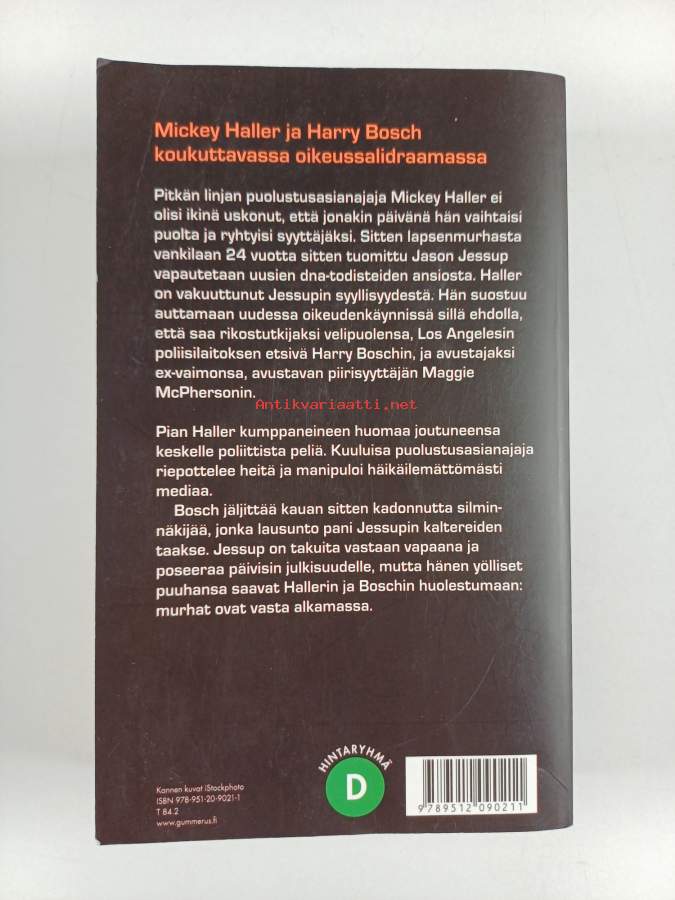 Mickey Haller ja Harry Bosch
koukuttavassa oikeussalidraamassa
Pitkän linjan puolustusasianajaja Mickey Haller ei
olisi ikinä uskonut, että jonakin päivänä hän vaihtaisi
puolta ja ryhtyisi syyttäjäksi. Sitten lapsenmurhasta
vankilaan 24 vuotta sitten tuomittu Jason Jessup
vapautetaan uusien dna-todisteiden ansiosta. Haller
on vakuuttunut Jessupin syyllisyydestä. Hän suostuu
auttamaan uudessa oikeudenkäynnissä sillä ehdolla,
että saa rikostutkijaksi velipuolensa, Los Angelesin
poliisilaitoksen etsivä Harry Boschin, ja avustajaksi
ex-vaimonsa, avustavan piirisyyttäjän Maggie
McPhersonin.
Antikvariaatti.net
Pian Haller kumppaneineen huomaa joutuneensa
keskelle poliittista peliä. Kuuluisa puolustusasianajaja
riepottelee heitä ja manipuloi häikäilemättömästi
mediaa.
Bosch jäljittää kauan sitten kadonnutta silmin-
näkijää, jonka lausunto pani Jessupin kaltereiden
taakse. Jessup on takuita vastaan vapaana ja
poseeraa päivisin julkisuudelle, mutta hänen yölliset
puuhansa saavat Hallerin ja Boschin huolestumaan:
murhat ovat vasta alkamassa.
HINTARYHMÄ
D
Kannen kuvat iStockphoto
ISBN 978-951-20-9021-1
T 84.2
www.gummerus.fi
9 789512 090211